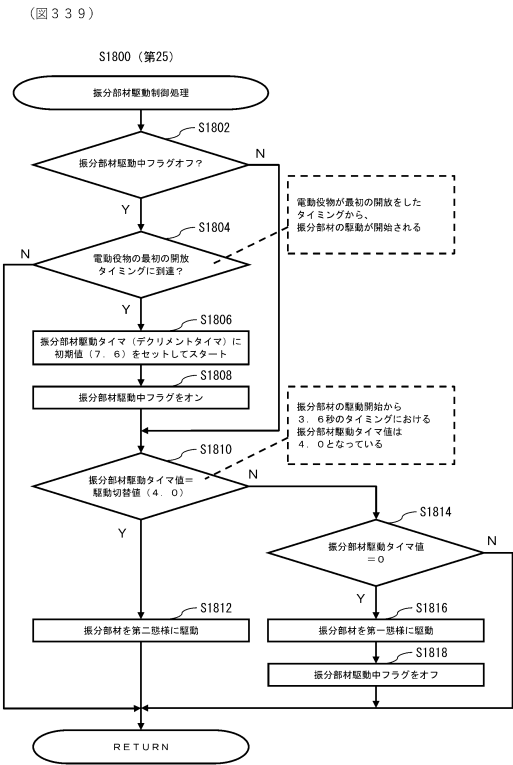 （図３３９）
S1800（第25）
振分部材駆動制御処理
S1802
振分部材駆動中フラグオフ？
N
Y
電動役物が最初の開放をした
タイミングから、
振分部材の駆動が開始される
S1804
N
電動役物の最初の開放
タイミングに到達？
Y
S1806
振分部材駆動タイマ（デクリメントタイマ）に
初期値（７．６）をセットしてスタート
S1808
振分部材駆動中フラグをオン
振分部材の駆動開始から
３．６秒のタイミングにおける
振分部材駆動タイマ値は
４．０となっている
S1810
振分部材駆動タイマ値＝
駆動切替値（４．０）
N
Y
S1814
振分部材駆動タイマ値
＝０
N
Y
S1812
振分部材を第二態様に駆動
S1816
振分部材を第一態様に駆動
S1818
振分部材駆動中フラグをオフ
ＲＥＴＵＲＮ